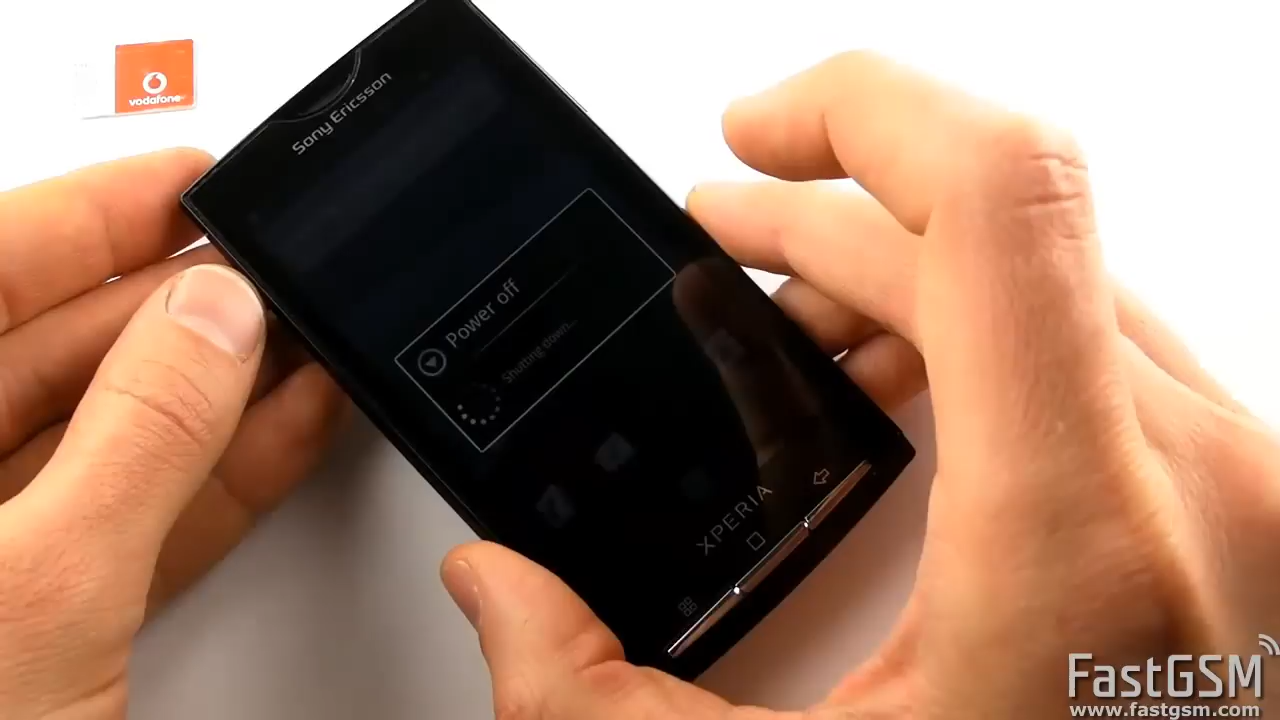 vodafone
Sony Ericsson
Power off
Shutting down...
XPERIA
FastGSM
www.fastgsm.com